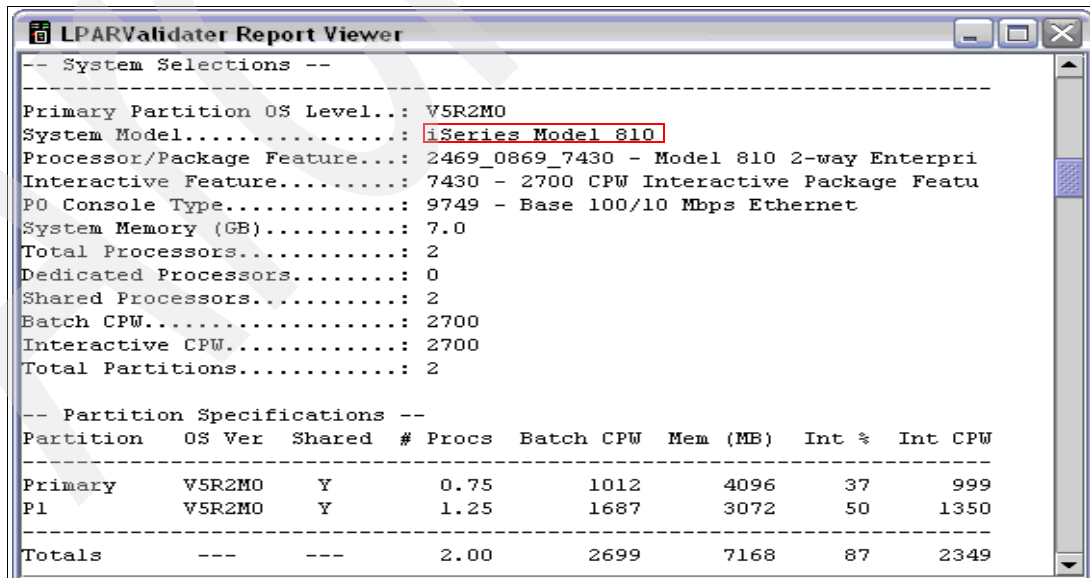 LPARValidater Report Viewer
-- System Selections --
--------------------------------------------------------------------------------
Primary Partition OS Level..: V5R2M0
System Model................: iSeries Model 810
Processor/Package Feature...: 2469_0869_7430 - Model 810 2-way Enterpri
Interactive Feature.........: 7430 - 2700 CPW Interactive Package Featu
P0 Console Type.............: 9749 - Base 100/10 Mbps Ethernet
System Memory (GB)..........: 7.0
Total Processors............: 2
Dedicated Processors........: 0
Shared Processors...........: 2
Batch CPW...................: 2700
Interactive CPW.............: 2700
Total Partitions............: 2
-- Partition Specifications --
Partition OS Ver Shared # Procs Batch CPW Mem (MB) Int % Int CPW
--------------------------------------------------------------------------------
Primary V5R2M0 Y 0.75 1012 4096 37 999
P1 V5R2M0 Y 1.25 1687 3072 50 1350
--------------------------------------------------------------------------------
Totals --- --- 2.00 2699 7168 87 2349